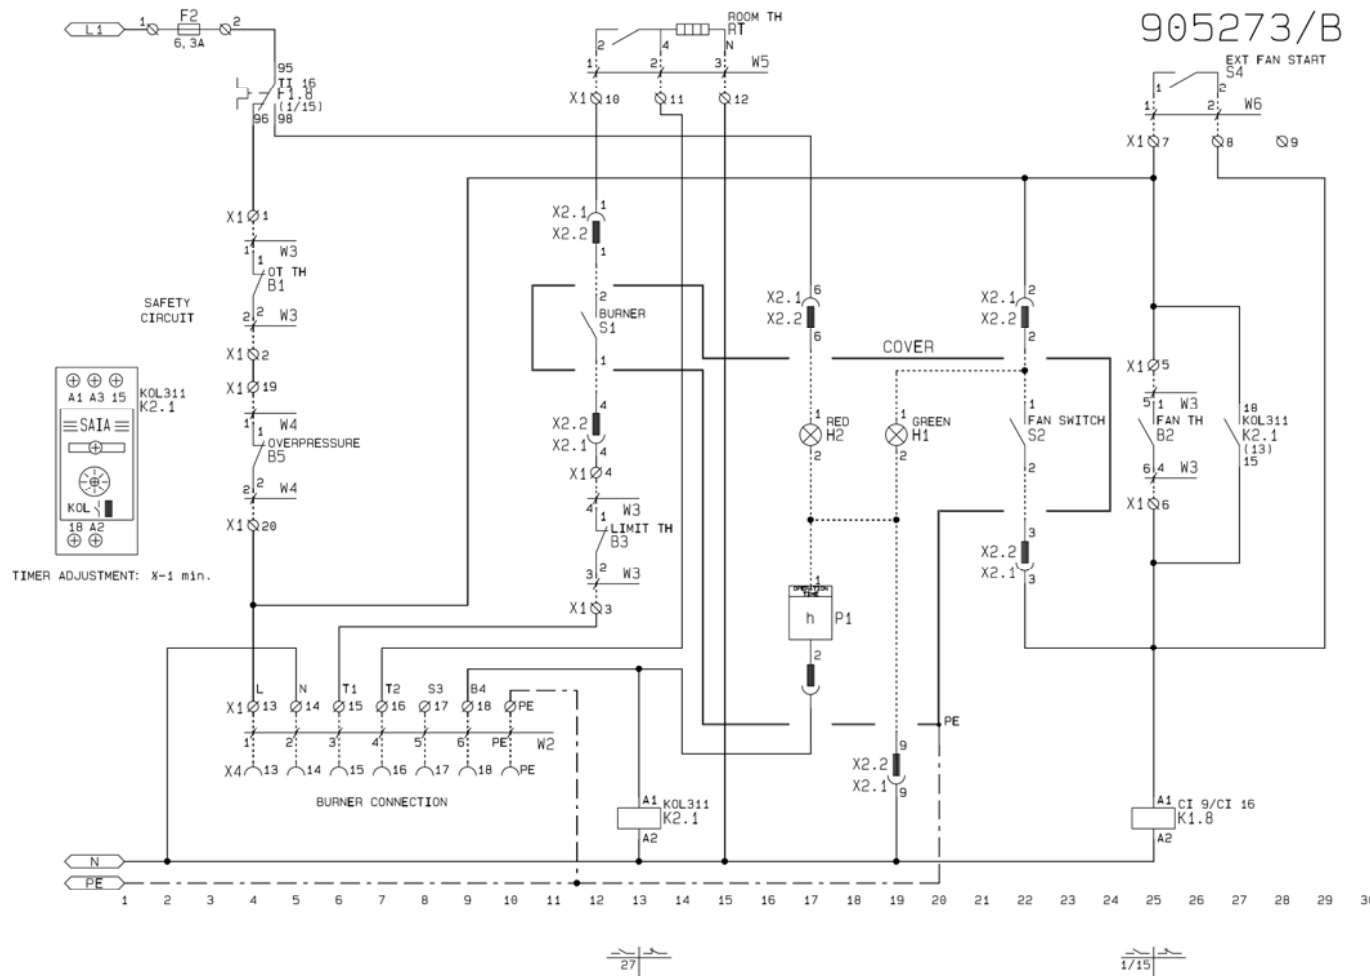 905273/B
L1
1
F2
6,3A
2
95
TI 16
F1.8
(1/15)
96
98
ROOM TH
RT
2
4
N
1
2
3
W5
X1
10
11
12
EXT FAN START
S4
1
2
1
2
W6
X1
7
8
9
X1
1
1
W3
1
OT TH
B1
SAFETY
CIRCUIT
2
2
W3
X1
2
X1
19
1
W4
1
OVERPRESSURE
B5
2
2
W4
X1
20
A1 A3 15
KOL311
K2.1
SAIA
KOL
18 A2
X2.1
1
X2.2
1
2
BURNER
S1
1
4
X2.2
X2.1
4
X1
4
4
W3
1
LIMIT TH
B3
3
2
W3
X1
3
6
X2.1
X2.2
6
COVER
1
RED
H2
2
1
GREEN
H1
2
2
X2.1
X2.2
2
1
FAN SWITCH
S2
2
3
X2.2
X2.1
3
X1
5
5
W3
1
FAN TH
B2
6
4
W3
X1
6
18
KOL311
K2.1
(13)
15
1
OPERATION
TIME
h
P1
2
L
N
T1
T2
S3
B4
X1
13
14
15
16
17
18
PE
1
2
3
4
5
6
PE
W2
X4
13
14
15
16
17
18
PE
BURNER CONNECTION
PE
9
X2.2
X2.1
9
A1
KOL311
K2.1
A2
A1
CI 9/CI 16
K1.8
A2
N
PE
1 2 3 4 5 6 7 8 9 10 11 12 13 14 15 16 17 18 19 20 21 22 23 24 25 26 27 28 29
27
1/15